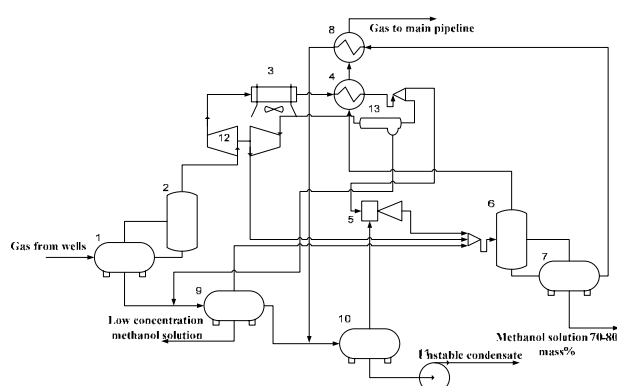 Gas to main pipeline
8
3
4
13
12
2
6
5
1
Gas from wells
7
9
10
Low concentration
methanol solution
Methanol solution 70-80
mass%
11
Unstable condensate